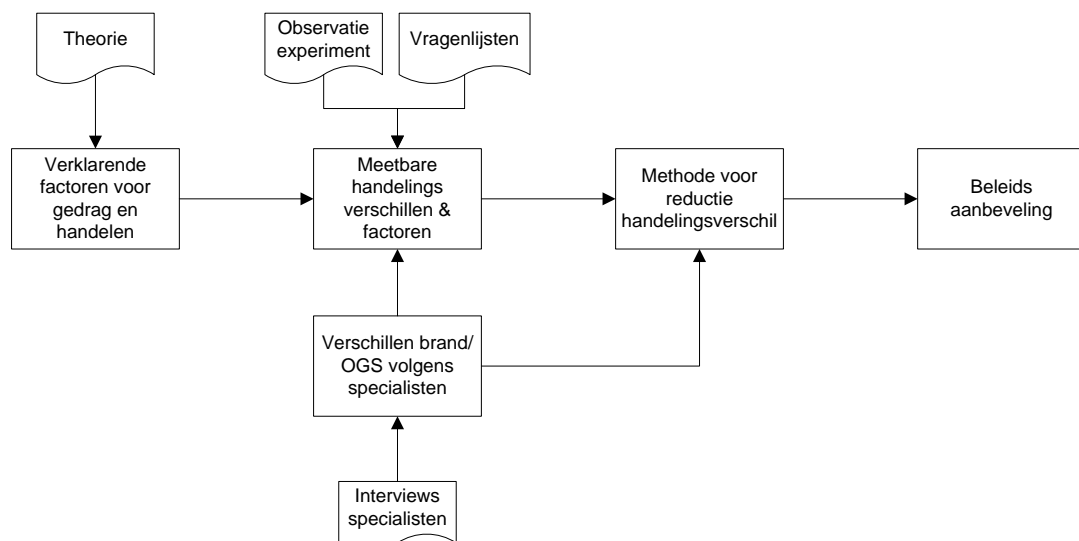 Theorie
Observatie
experiment
Vragenlijsten
Verklarende
factoren voor
gedrag en
handelen
Meetbare
handelings
verschillen &
factoren
Methode voor
reductie
handelingsverschil
Beleids
aanbeveling
Verschillen brand/
OGS volgens
specialisten
Interviews
specialisten